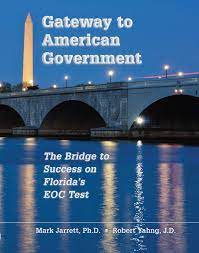 Gateway to
American
Government
The Bridge to
Success on
Florida's
EOC Test
Mark Jarrett, Ph.D. • Robert Yahng, J.D.